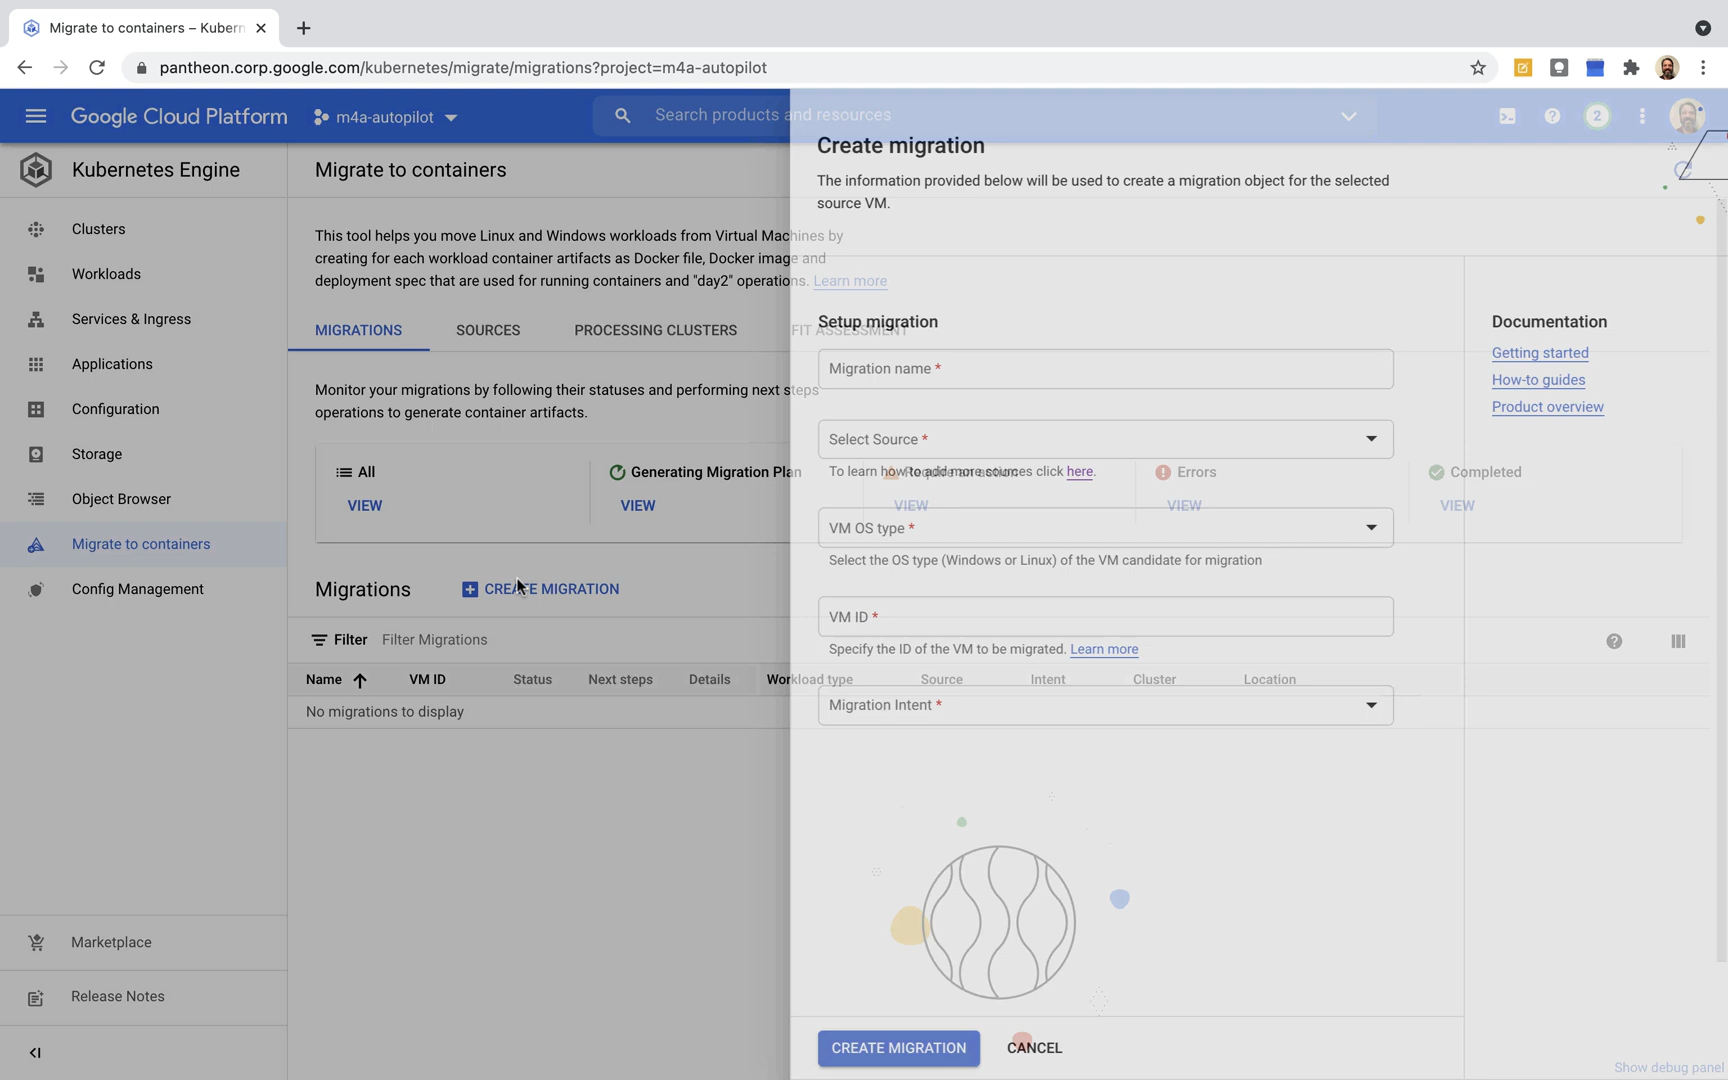 Migrate to containers – Kubern
pantheon.corp.google.com/kubernetes/migrate/migrations?project=m4a-autopilot
Google Cloud Platform
m4a-autopilot
Search products and resources
2
Kubernetes Engine
Clusters
Workloads
Services & Ingress
Applications
Configuration
Storage
Object Browser
Migrate to containers
Config Management
Marketplace
Release Notes
Migrate to containers
This tool helps you move Linux and Windows workloads from Virtual Machines by
creating for each workload container artifacts as Docker file, Docker image and
deployment spec that are used for running containers and "day2" operations. Learn more
MIGRATIONS
SOURCES
PROCESSING CLUSTERS
FIT ASSESSMENT
Monitor your migrations by following their statuses and performing next steps
operations to generate container artifacts.
All
VIEW
Generating Migration Plan
VIEW
Require an action
VIEW
Errors
VIEW
Completed
VIEW
Migrations
CREATE MIGRATION
Filter
Filter Migrations
Name
VM ID
Status
Next steps
Details
Workload type
Source
Intent
Cluster
Location
No migrations to display
Create migration
The information provided below will be used to create a migration object for the selected
source VM.
Setup migration
Migration name *
Select Source *
To learn how to add more sources click here.
VM OS type *
Select the OS type (Windows or Linux) of the VM candidate for migration
VM ID *
Specify the ID of the VM to be migrated. Learn more
Migration Intent *
CREATE MIGRATION
CANCEL
Documentation
Getting started
How-to guides
Product overview
Show debug panel